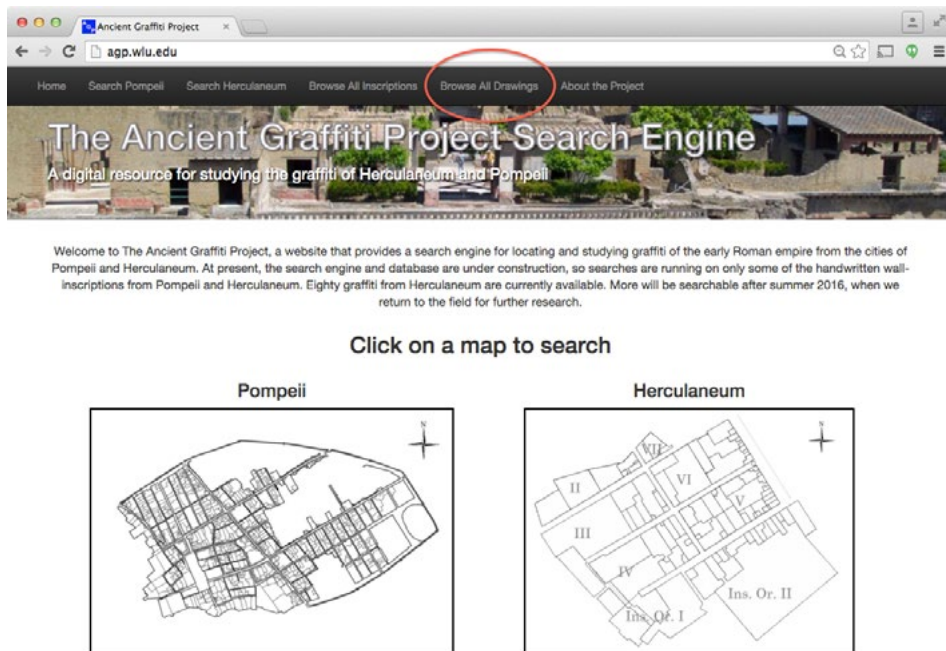 Ancient Graffiti Project
agp.wlu.edu
Home Search Pompeii Search Herculaneum Browse All Inscriptions Browse All Drawings About the Project
The Ancient Graffiti Project Search Engine
A digital resource for studying the graffiti of Herculaneum and Pompeii
Welcome to The Ancient Graffiti Project, a website that provides a search engine for locating and studying graffiti of the early Roman empire from the cities of
Pompeii and Herculaneum. At present, the search engine and database are under construction, so searches are running on only some of the handwritten wall-
inscriptions from Pompeii and Herculaneum. Eighty graffiti from Herculaneum are currently available. More will be searchable after summer 2016, when we
return to the field for further research.
Click on a map to search
Pompeii Herculaneum
N N
VII
II VI
V
III
IV
Ins. Or. II
Ins. Or. I